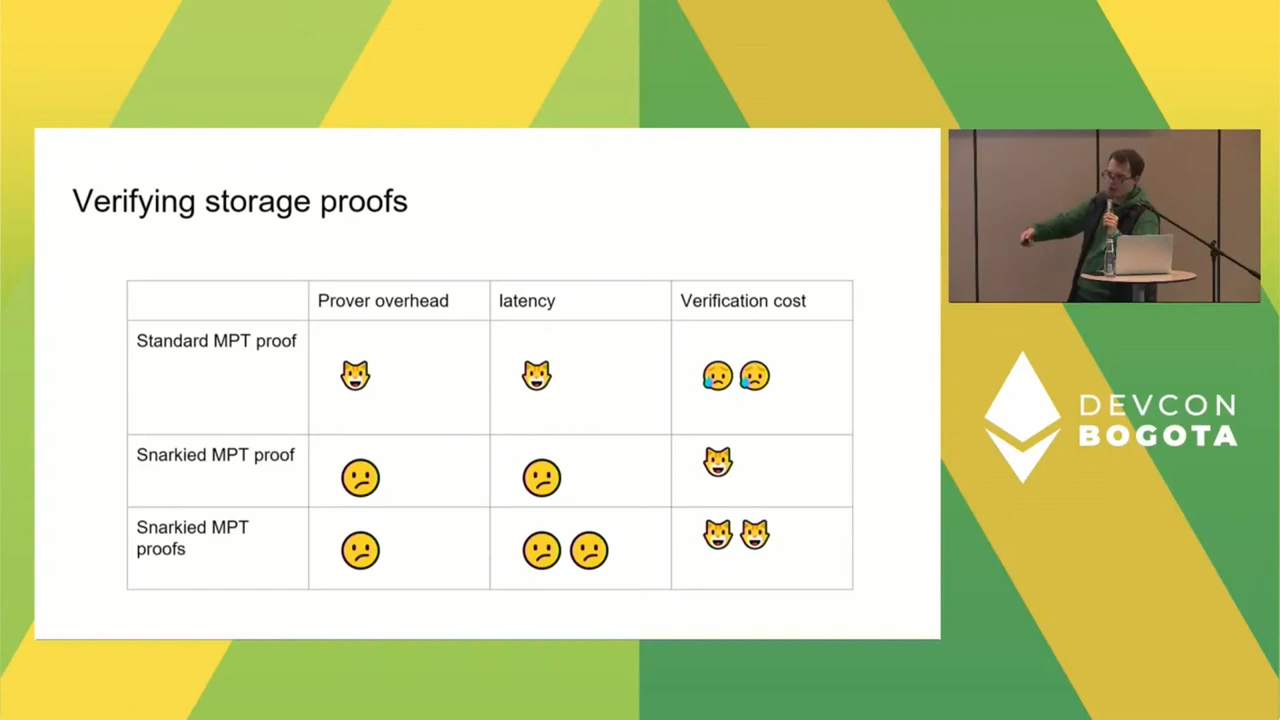 Verifying storage proofs
Prover overhead
latency
Verification cost
Standard MPT proof
Snarkied MPT proof
Snarkied MPT
proofs
DEVCON
BOGOTA